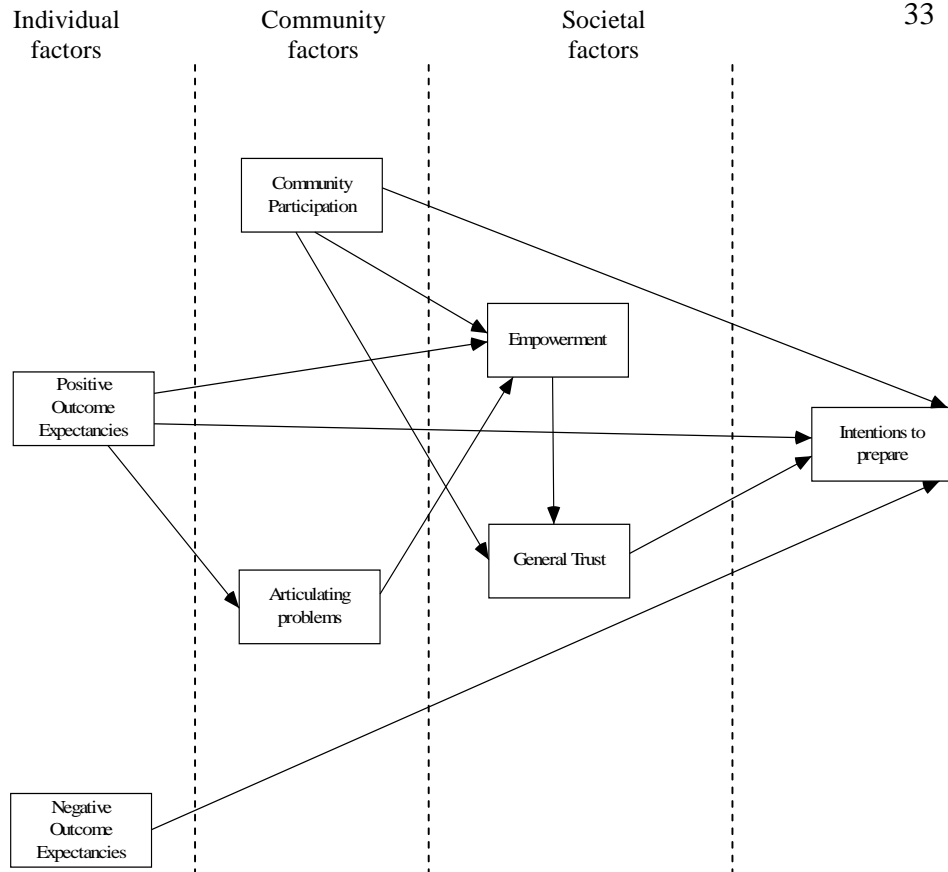 Individual
factors
Community
factors
Societal
factors
33
Community
Participation
Empowerment
Positive
Outcome
Expectancies
Intentions to
prepare
General Trust
Articulating
problems
Negative
Outcome
Expectancies